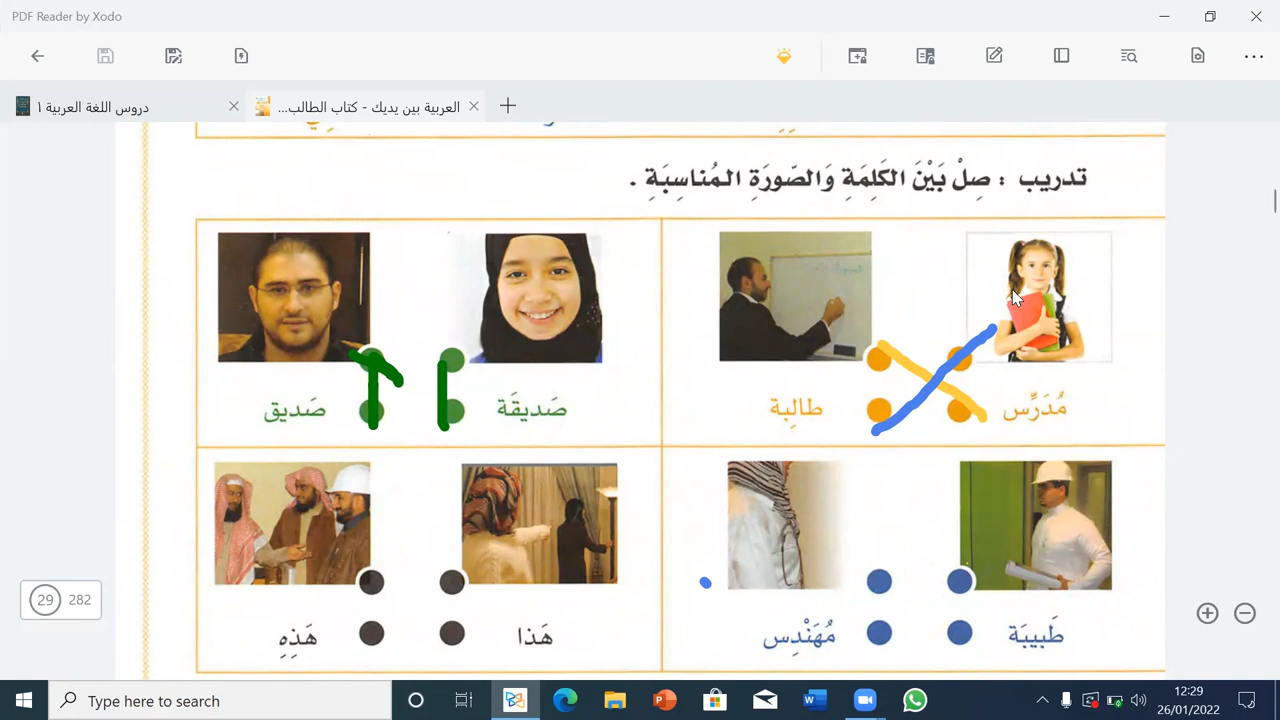 PDF Reader by Xodo
دروس اللغة العربية ١
العربية بين يديك - كتاب الطالب...
تدريب : صِلْ بَيْنَ الكَلِمَةِ وَالصّورَةِ المُناسِبَةِ .
مُدَرِّس
طالِبة
صَديقَة
صَديق
طَبيبَة
مُهَنْدِس
هَذا
هَذِهِ
29 282
Type here to search
12:29
26/01/2022